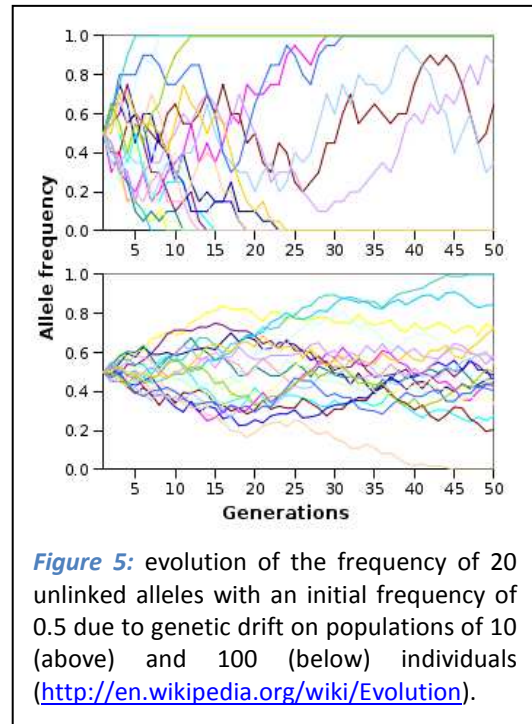 1.0
0.8
0.6
0.4
0.2
0.0
5 10 15 20 25 30 35 40 45 50
Allele frequency
1.0
0.8
0.6
0.4
0.2
0.0
5 10 15 20 25 30 35 40 45 50
Generations
Figure 5: evolution of the frequency of 20
unlinked alleles with an initial frequency of
0.5 due to genetic drift on populations of 10
(above) and 100 (below) individuals
(http://en.wikipedia.org/wiki/Evolution).